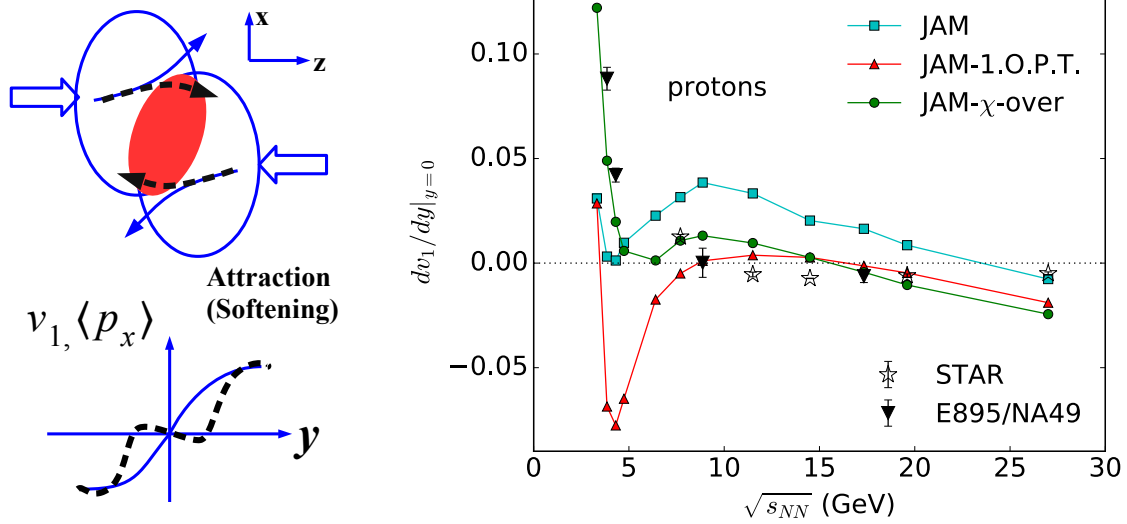 x
z
Attraction
(Softening)
v₁, ⟨pₓ⟩
y
0.10
0.05
0.00
−0.05
dv₁/dy|y=0
protons
JAM
JAM-1.O.P.T.
JAM-χ-over
STAR
E895/NA49
0 5 10 15 20 25 30
√sNN (GeV)